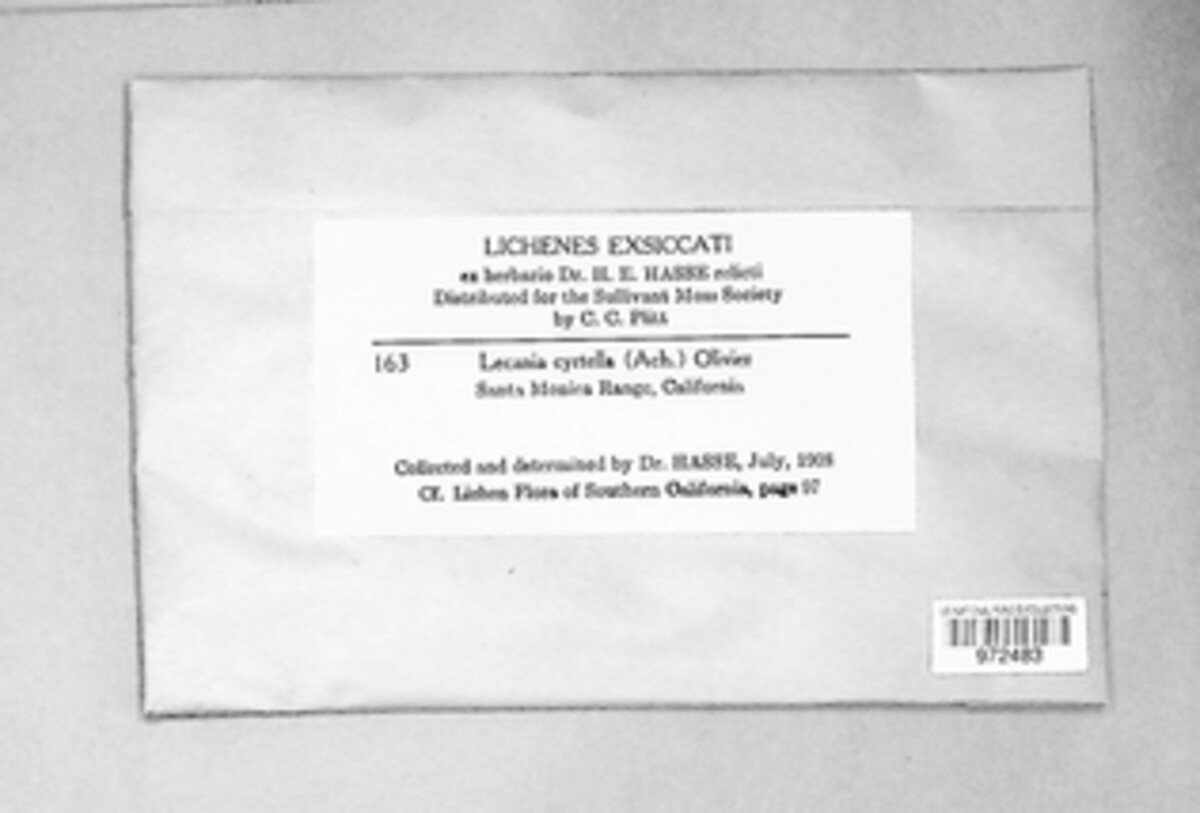 LICHENES EXSICCATI
ex herbario Dr. H. E. HASSE relicti
Distributed for the Sullivant Moss Society
by C. C. Plitt
163 Lecania cyrtella (Ach.) Olivier
Santa Monica Range, California
Collected and determined by Dr. HASSE, July,
Cf. Lichen Flora of Southern California, page 97
972483